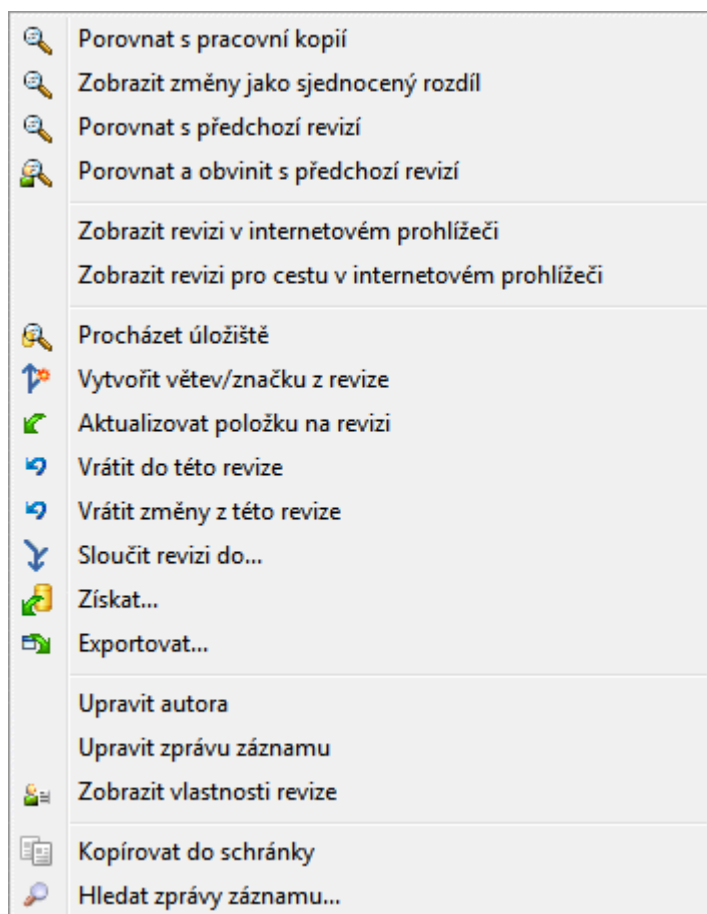 Porovnat s pracovní kopií
Zobrazit změny jako sjednocený rozdíl
Porovnat s předchozí revizí
Porovnat a obvinit s předchozí revizí
Zobrazit revizi v internetovém prohlížeči
Zobrazit revizi pro cestu v internetovém prohlížeči
Procházet úložiště
Vytvořit větev/značku z revize
Aktualizovat položku na revizi
Vrátit do této revize
Vrátit změny z této revize
Sloučit revizi do...
Získat...
Exportovat...
Upravit autora
Upravit zprávu záznamu
Zobrazit vlastnosti revize
Kopírovat do schránky
Hledat zprávy záznamu...